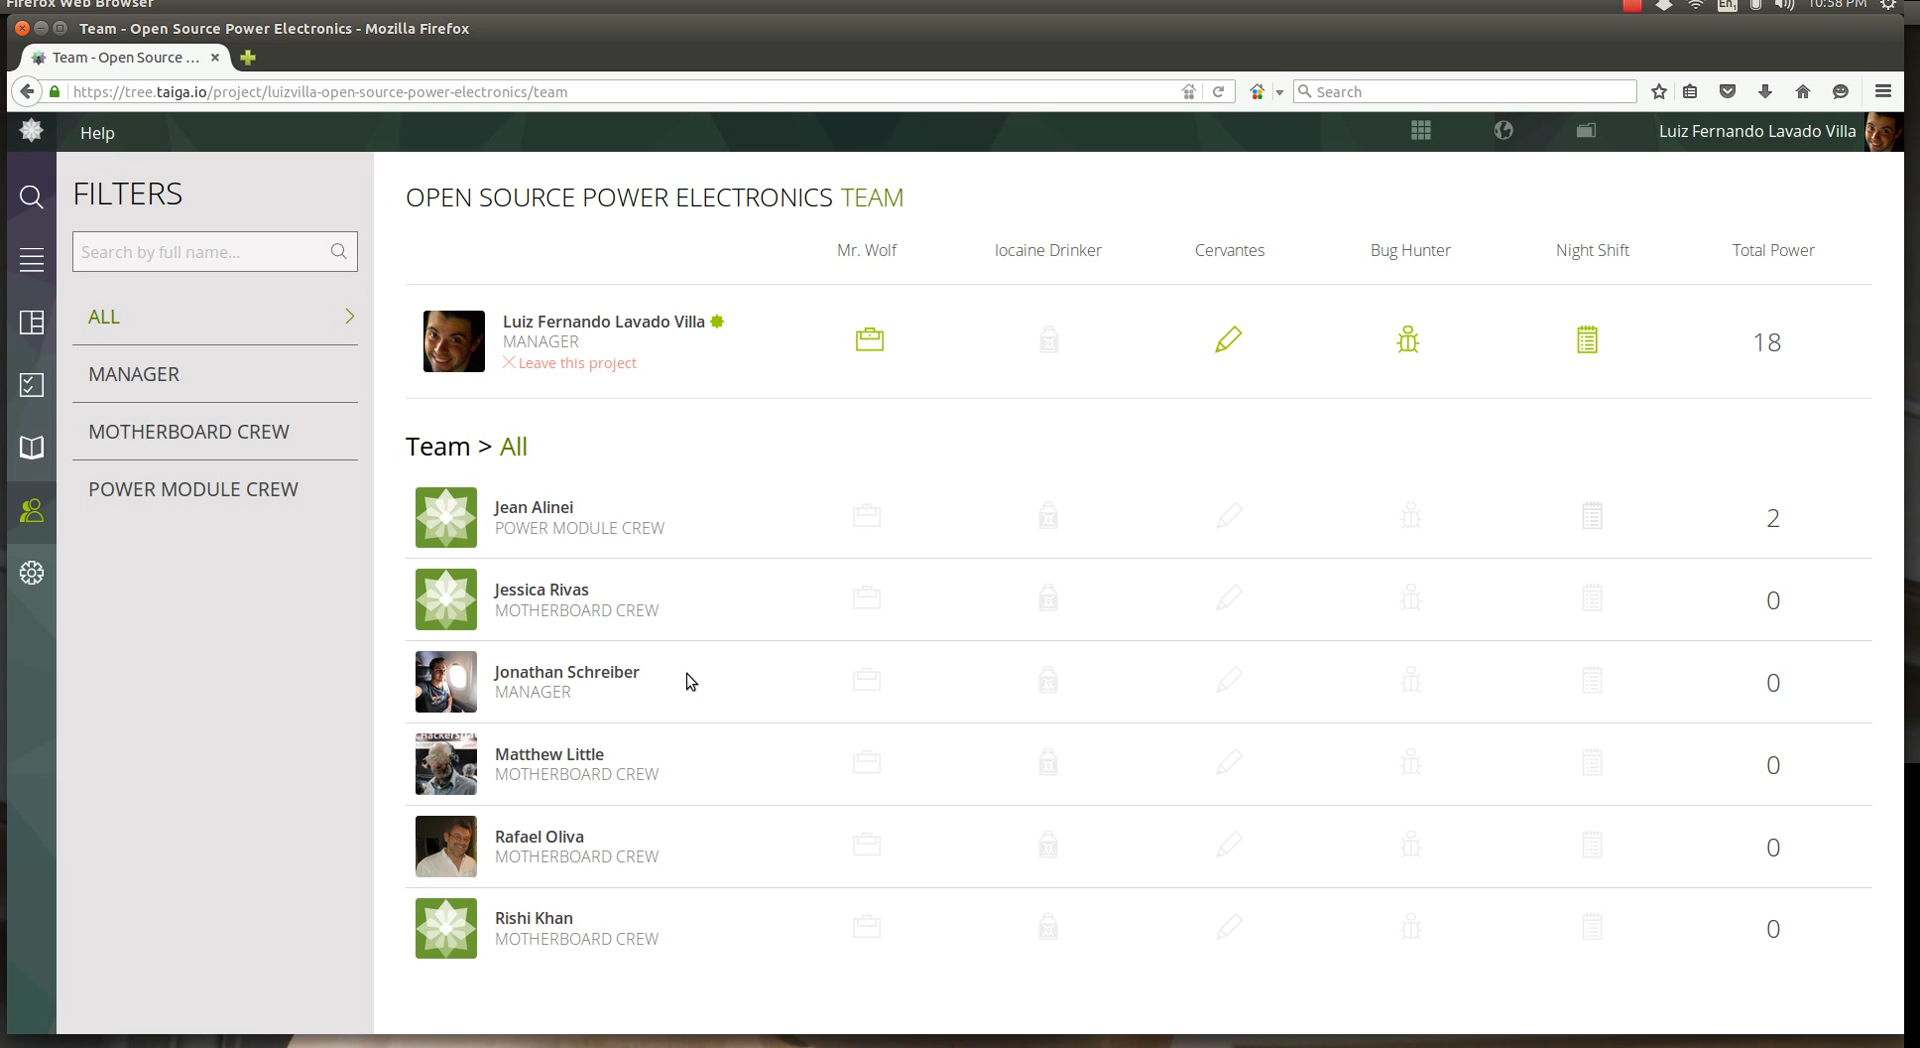 Firefox Web Browser
En
10:58 PM
Team - Open Source Power Electronics - Mozilla Firefox
Team - Open Source ...
https://tree.taiga.io/project/luizvilla-open-source-power-electronics/team
Search
Help
Luiz Fernando Lavado Villa
FILTERS
Search by full name...
ALL
MANAGER
MOTHERBOARD CREW
POWER MODULE CREW
OPEN SOURCE POWER ELECTRONICS TEAM
Mr. Wolf
Iocaine Drinker
Cervantes
Bug Hunter
Night Shift
Total Power
Luiz Fernando Lavado Villa
MANAGER
Leave this project
18
Team > All
Jean Alinei
POWER MODULE CREW
2
Jessica Rivas
MOTHERBOARD CREW
0
Jonathan Schreiber
MANAGER
0
Matthew Little
MOTHERBOARD CREW
0
Rafael Oliva
MOTHERBOARD CREW
0
Rishi Khan
MOTHERBOARD CREW
0